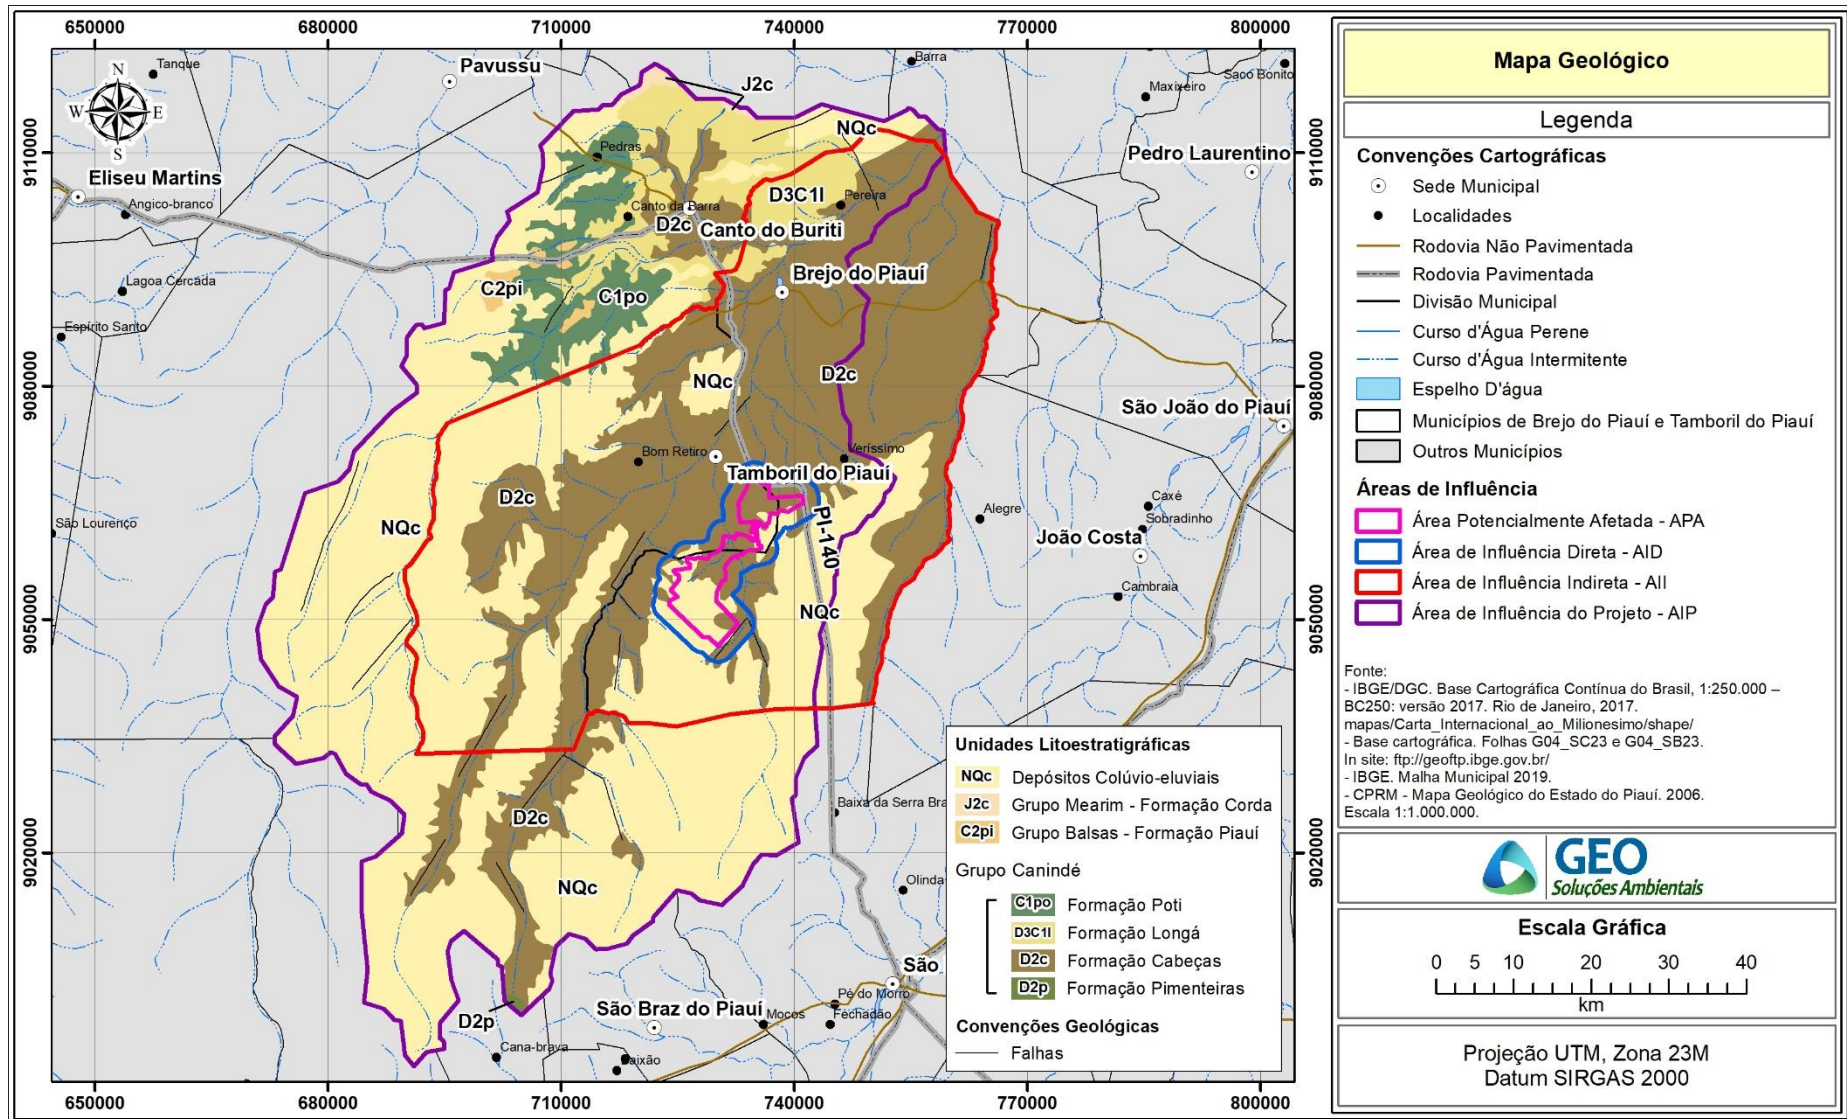 650000
680000
710000
740000
770000
800000
9110000
9080000
9050000
9020000
9110000
9080000
9050000
9020000
650000
680000
710000
740000
770000
800000
N
W
E
S
Tanque
Pavussu
Barra
Saco Bonito
Maxixeiro
J2c
NQc
Pedras
Pedro Laurentino
Eliseu Martins
Angico-branco
Canto da Barra
D3C1l
Pereira
D2c
Canto do Buriti
Lagoa Cercada
C2pi
C1po
Brejo do Piauí
Espírito Santo
NQc
D2c
São João do Piauí
Bom Retiro
Veríssimo
Tamboril do Piauí
D2c
Caxé
São Lourenço
NQc
PI-140
Alegre
Sobradinho
João Costa
Cambraia
NQc
D2c
Baixa da Serra Bra
NQc
Olinda
São
D2p
São Braz do Piauí
Mocos
Pé do Morro
Fechadão
Cana-brava
aixão
Unidades Litoestratigráficas
NQc Depósitos Colúvio-eluviais
J2c Grupo Mearim - Formação Corda
C2pi Grupo Balsas - Formação Piauí
Grupo Canindé
C1po Formação Poti
D3C1l Formação Longá
D2c Formação Cabeças
D2p Formação Pimenteiras
Convenções Geológicas
Falhas
Mapa Geológico
Legenda
Convenções Cartográficas
Sede Municipal
Localidades
Rodovia Não Pavimentada
Rodovia Pavimentada
Divisão Municipal
Curso d'Água Perene
Curso d'Água Intermitente
Espelho D'água
Municípios de Brejo do Piauí e Tamboril do Piauí
Outros Municípios
Áreas de Influência
Área Potencialmente Afetada - APA
Área de Influência Direta - AID
Área de Influência Indireta - AII
Área de Influência do Projeto - AIP
Fonte:
- IBGE/DGC. Base Cartográfica Contínua do Brasil, 1:250.000 –
BC250: versão 2017. Rio de Janeiro, 2017.
mapas/Carta_Internacional_ao_Milionesimo/shape/
- Base cartográfica. Folhas G04_SC23 e G04_SB23.
In site: ftp://geoftp.ibge.gov.br/
- IBGE. Malha Municipal 2019.
- CPRM - Mapa Geológico do Estado do Piauí. 2006.
Escala 1:1.000.000.
GEO
Soluções Ambientais
Escala Gráfica
0 5 10 20 30 40
km
Projeção UTM, Zona 23M
Datum SIRGAS 2000